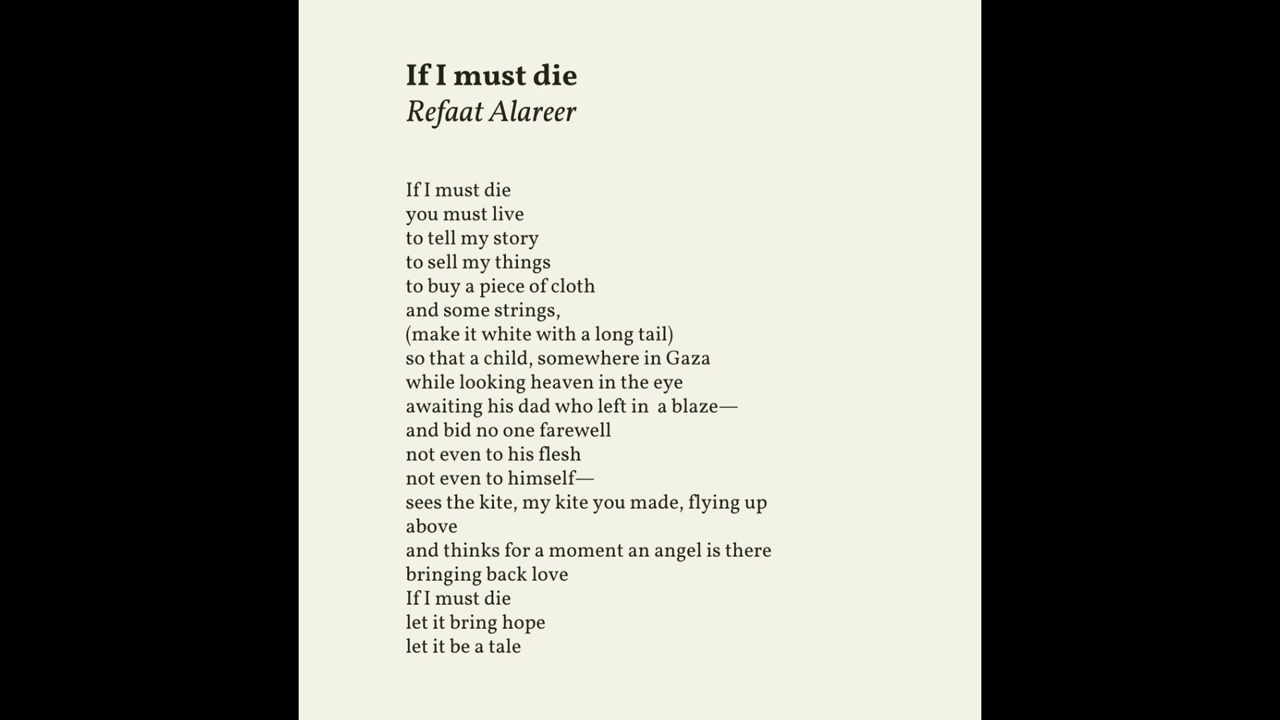 If I must die
Refaat Alareer
If I must die
you must live
to tell my story
to sell my things
to buy a piece of cloth
and some strings,
(make it white with a long tail)
so that a child, somewhere in Gaza
while looking heaven in the eye
awaiting his dad who left in  a blaze—
and bid no one farewell
not even to his flesh
not even to himself—
sees the kite, my kite you made, flying up
above
and thinks for a moment an angel is there
bringing back love
If I must die
let it bring hope
let it be a tale